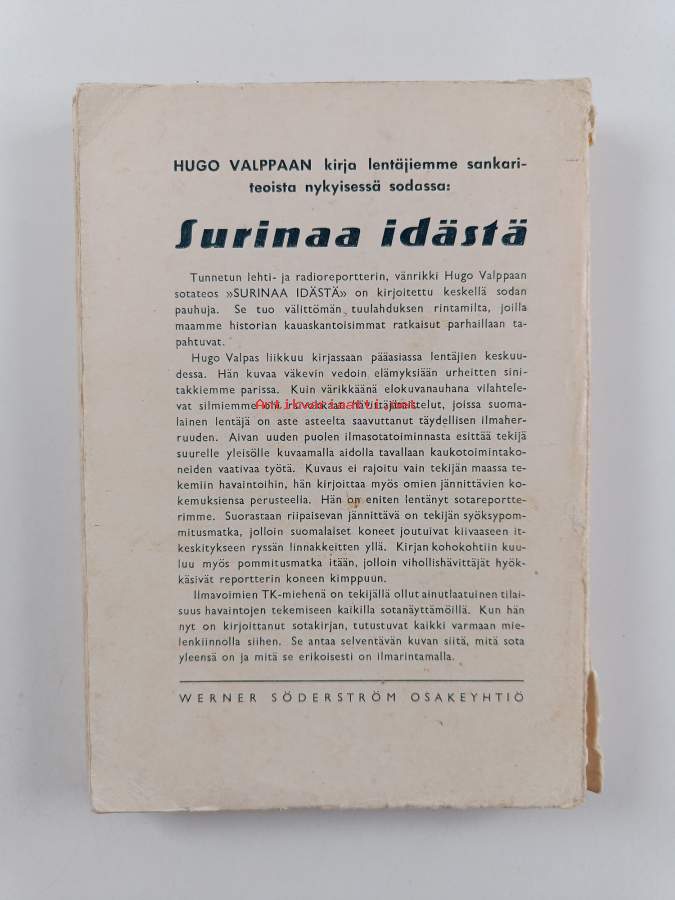 HUGO VALPPAAN kirja lentäjiemme sankari-
teoista nykyisessä sodassa:
Surinaa idästä
Tunnetun lehti- ja radioreportterin, vänrikki Hugo Valppaan
sotateos »SURINAA IDÄSTÄ» on kirjoitettu keskellä sodan
pauhuja. Se tuo välittömän tuulahduksen rintamilta, joilla
maamme historian kauaskantoisimmat ratkaisut parhaillaan ta-
pahtuvat.
Hugo Valpas liikkuu kirjassaan pääasiassa lentäjien keskuu-
dessa. Hän kuvaa väkevin vedoin elämyksiään urheitten sini-
takkiemme parissa. Kuin värikkäänä elokuvanauhana vilahtele-
vat silmiemme ohi rajut hävittäjätaistelut, joissa suoma-
lainen lentäjä on aste asteelta saavuttanut täydellisen ilmaher-
ruuden. Aivan uuden puolen ilmasotatoiminnasta esittää tekijä
suurelle yleisölle kuvaamalla aidolla tavallaan kaukotoimintako-
neiden vaativaa työtä. Kuvaus ei rajoitu vain tekijän maassa te-
kemiin havaintoihin, hän kirjoittaa myös omien jännittävien ko-
kemuksiensa perusteella. Hän on eniten lentänyt sotareportte-
rimme. Suorastaan riipaisevan jännittävä on tekijän syöksypom-
mitusmatka, jolloin suomalaiset koneet joutuivat kiivaaseen it-
keskitykseen ryssän linnakkeitten yllä. Kirjan kohokohtiin kuu-
luu myös pommitusmatka itään, jolloin vihollishävittäjät hyök-
käsivät reportterin koneen kimppuun.
Ilmavoimien TK-miehenä on tekijällä ollut ainutlaatuinen tilai-
suus havaintojen tekemiseen kaikilla sotanäyttämöillä. Kun hän
nyt on kirjoittanut sotakirjan, tutustuvat kaikki varmaan mie-
lenkiinnolla siihen. Se antaa selventävän kuvan siitä, mitä sota
yleensä on ja mitä se erikoisesti on ilmarintamalla.
WERNER SÖDERSTRÖM OSAKEYHTIÖ